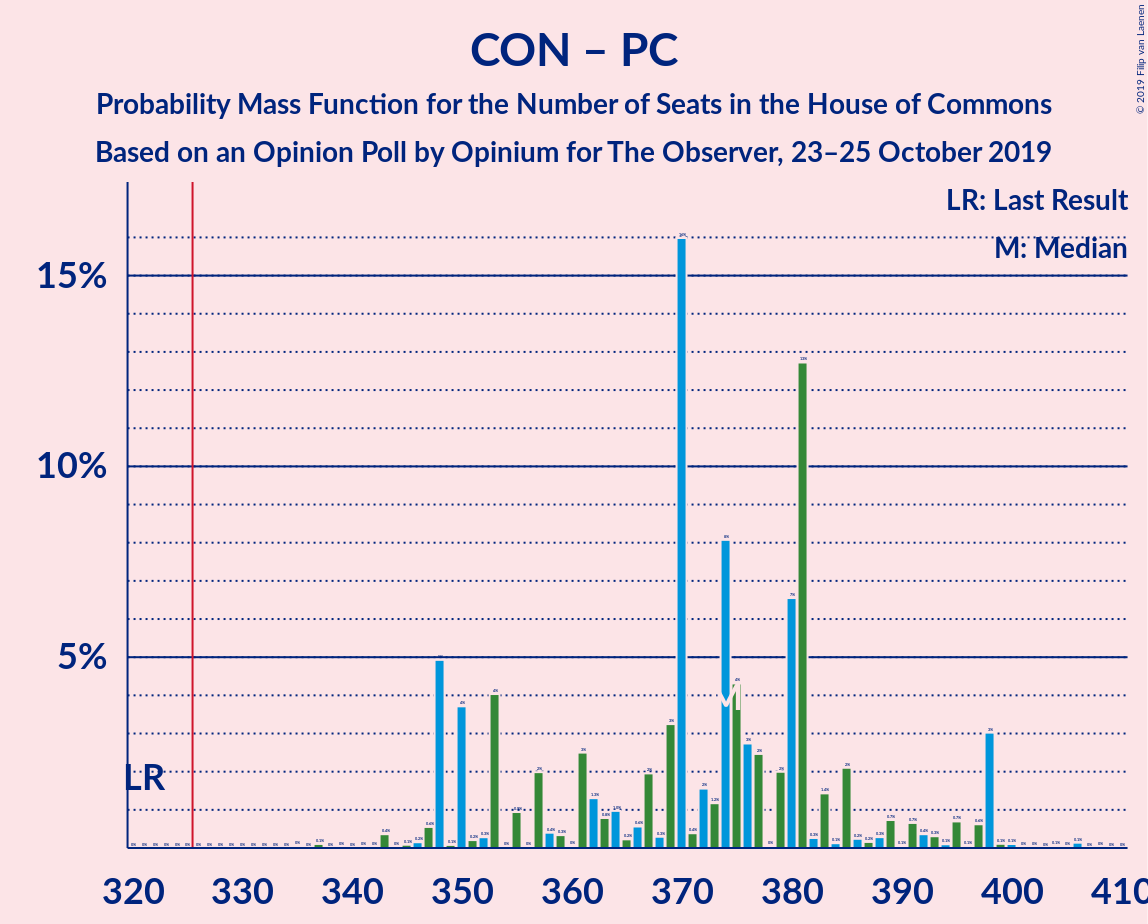 CON – PC
Probability Mass Function for the Number of Seats in the House of Commons
Based on an Opinion Poll by Opinium for The Observer, 23–25 October 2019
© 2019 Filip van Laenen
LR: Last Result
M: Median
15%
10%
5%
LR
M
320 330 340 350 360 370 380 390 400 410